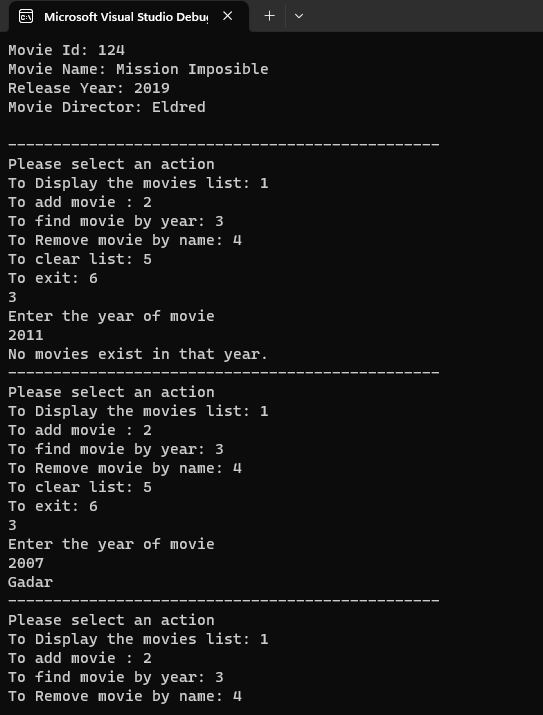 Microsoft Visual Studio Debug
Movie Id: 124
Movie Name: Mission Imposible
Release Year: 2019
Movie Director: Eldred
------------------------------------------------
Please select an action
To Display the movies list: 1
To add movie : 2
To find movie by year: 3
To Remove movie by name: 4
To clear list: 5
To exit: 6
3
Enter the year of movie
2011
No movies exist in that year.
------------------------------------------------
Please select an action
To Display the movies list: 1
To add movie : 2
To find movie by year: 3
To Remove movie by name: 4
To clear list: 5
To exit: 6
3
Enter the year of movie
2007
Gadar
------------------------------------------------
Please select an action
To Display the movies list: 1
To add movie : 2
To find movie by year: 3
To Remove movie by name: 4